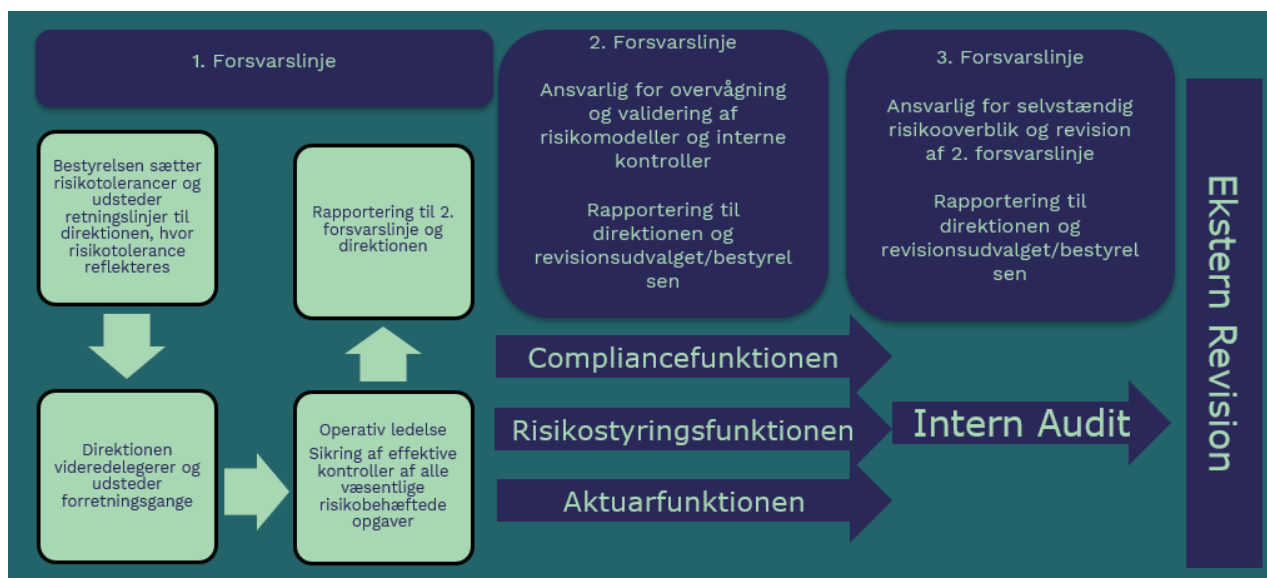 1. Forsvarslinje
Bestyrelsen sætter
risikotolerancer og
udsteder
retningslinjer til
direktionen, hvor
risikotolerance
reflekteres
Direktionen
videredelegerer og
udsteder
forretningsgange
Operativ ledelse
Sikring af effektive
kontroller af alle
væsentlige
risikobehæftede
opgaver
Rapportering til 2.
forsvarslinje og
direktionen
2. Forsvarslinje
Ansvarlig for overvågning
og validering af
risikomodeller og interne
kontroller
Rapportering til
direktionen og
revisionsudvalget/bestyrel
sen
Compliancefunktionen
Risikostyringsfunktionen
Aktuarfunktionen
3. Forsvarslinje
Ansvarlig for selvstændig
risikooverblik og revision
af 2. forsvarslinje
Rapportering til
direktionen og
revisionsudvalget/bestyrel
sen
Intern Audit
Ekstern Revision